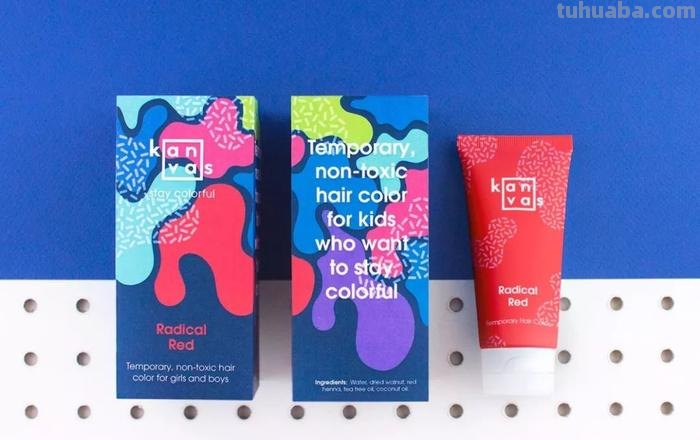 tuhuaba.com
kan
vas
stay colorful
Radical
Red
Temporary, non-toxic hair
color for girls and boys
Temporary,
non-toxic
hair color
for kids
who want
to stay
colorful
Ingredients: Water, dried walnut, red
henna, tea tree oil, coconut oil.
kan
vas
Radical
Red
Temporary Hair Colour